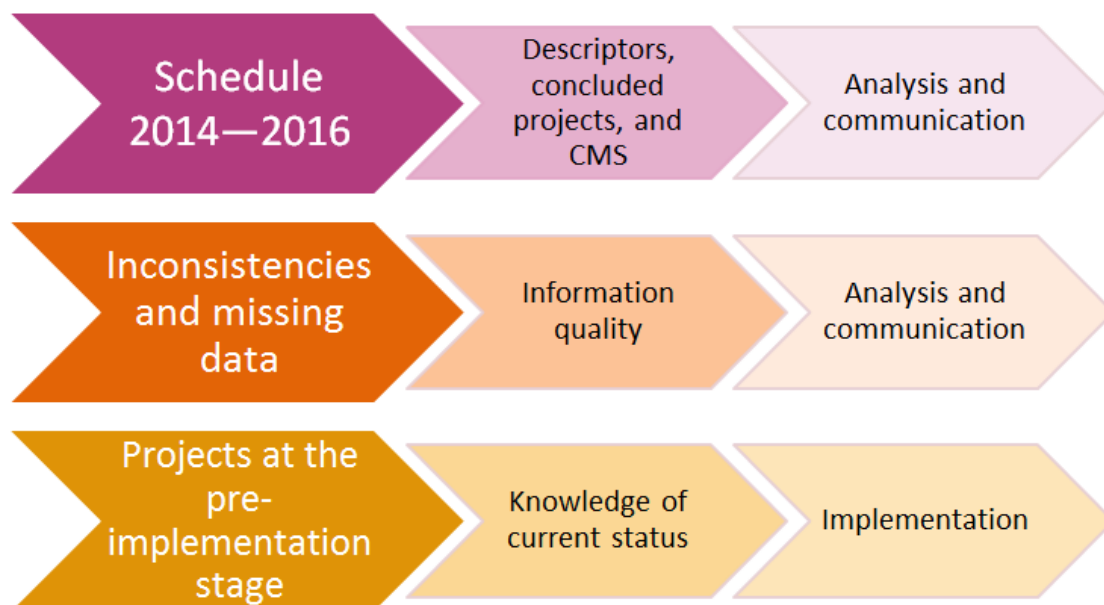 Schedule
2014—2016
Descriptors,
concluded
projects, and
CMS
Analysis and
communication
Inconsistencies
and missing
data
Information
quality
Analysis and
communication
Projects at the
pre-
implementation
stage
Knowledge of
current status
Implementation